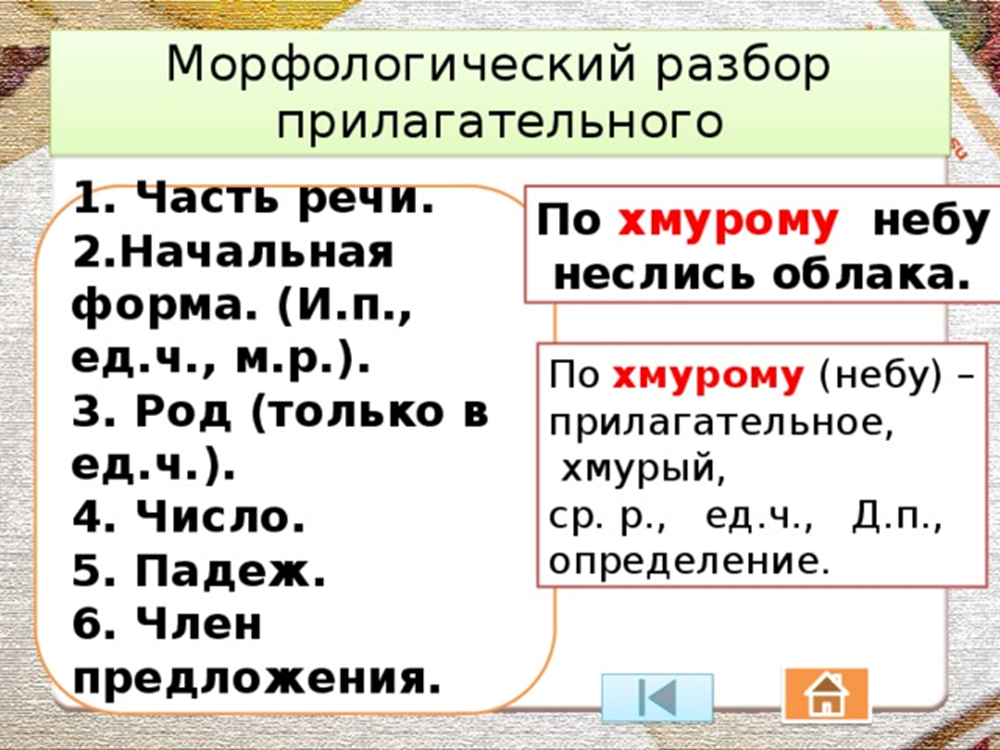 Морфологический разбор
прилагательного
1. Часть речи.
2.Начальная
форма. (И.п.,
ед.ч., м.р.).
3. Род (только в
ед.ч.).
4. Число.
5. Падеж.
6. Член
предложения.
По хмурому небу
неслись облака.
По хмурому (небу) –
прилагательное,
хмурый,
ср. р., ед.ч., Д.п.,
определение.